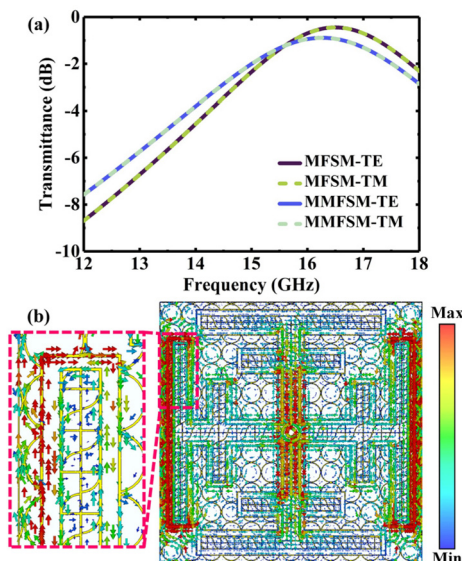 (a)
0
-2
-4
-6
-8
-10
Transmittance (dB)
MFSM-TE
MFSM-TM
MMFSM-TE
MMFSM-TM
12 13 14 15 16 17 18
Frequency (GHz)
(b)
Max
Min